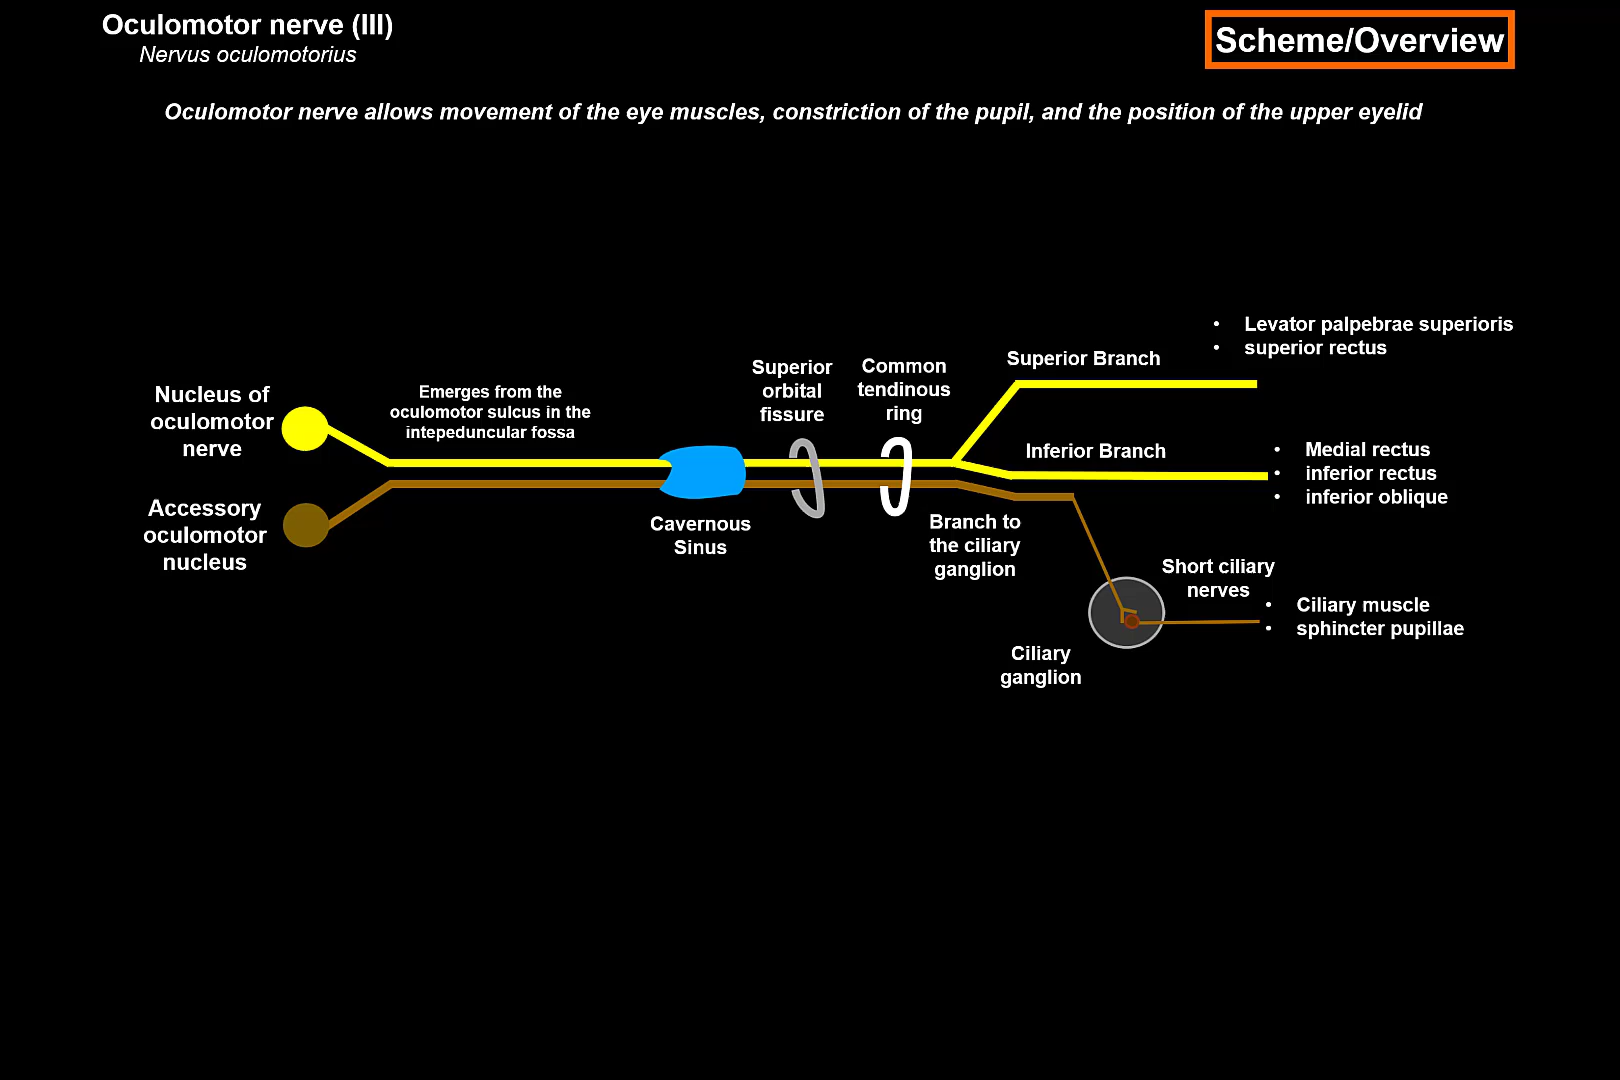 Oculomotor nerve (III)
Nervus oculomotorius
Scheme/Overview
Oculomotor nerve allows movement of the eye muscles, constriction of the pupil, and the position of the upper eyelid
Nucleus of
oculomotor
nerve
Accessory
oculomotor
nucleus
Emerges from the
oculomotor sulcus in the
intepeduncular fossa
Cavernous
Sinus
Superior
orbital
fissure
Common
tendinous
ring
Superior Branch
• Levator palpebrae superioris
• superior rectus
Inferior Branch
• Medial rectus
• inferior rectus
• inferior oblique
Branch to
the ciliary
ganglion
Ciliary
ganglion
Short ciliary
nerves
• Ciliary muscle
• sphincter pupillae